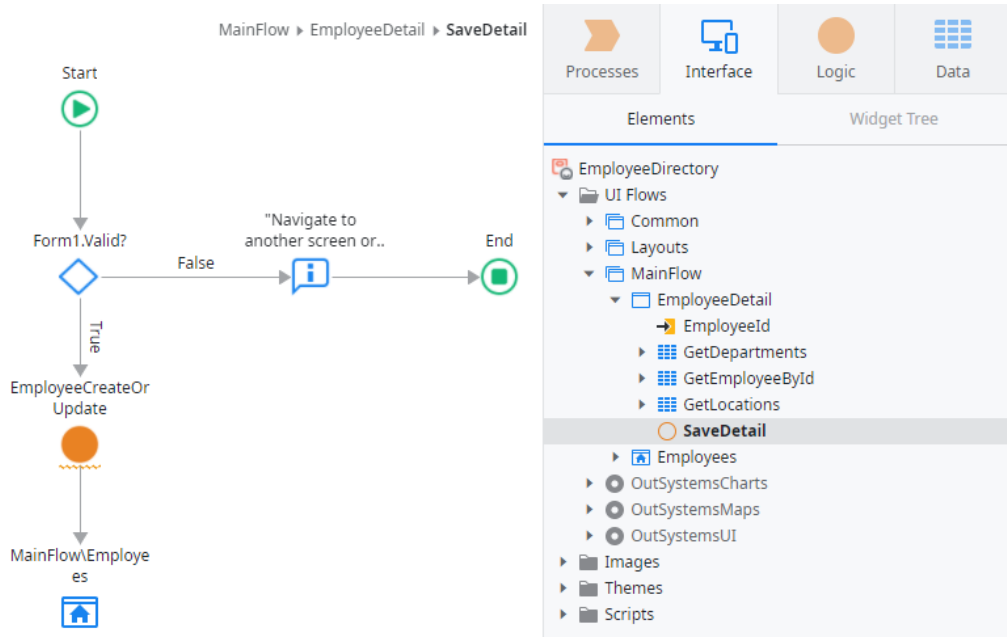 MainFlow ▸ EmployeeDetail ▸ SaveDetail
Start
Form1.Valid?
False
"Navigate to
another screen or..
End
True
EmployeeCreateOr
Update
MainFlow\Employe
es
Processes
Interface
Logic
Data
Elements
Widget Tree
EmployeeDirectory
UI Flows
Common
Layouts
MainFlow
EmployeeDetail
EmployeeId
GetDepartments
GetEmployeeById
GetLocations
SaveDetail
Employees
OutSystemsCharts
OutSystemsMaps
OutSystemsUI
Images
Themes
Scripts